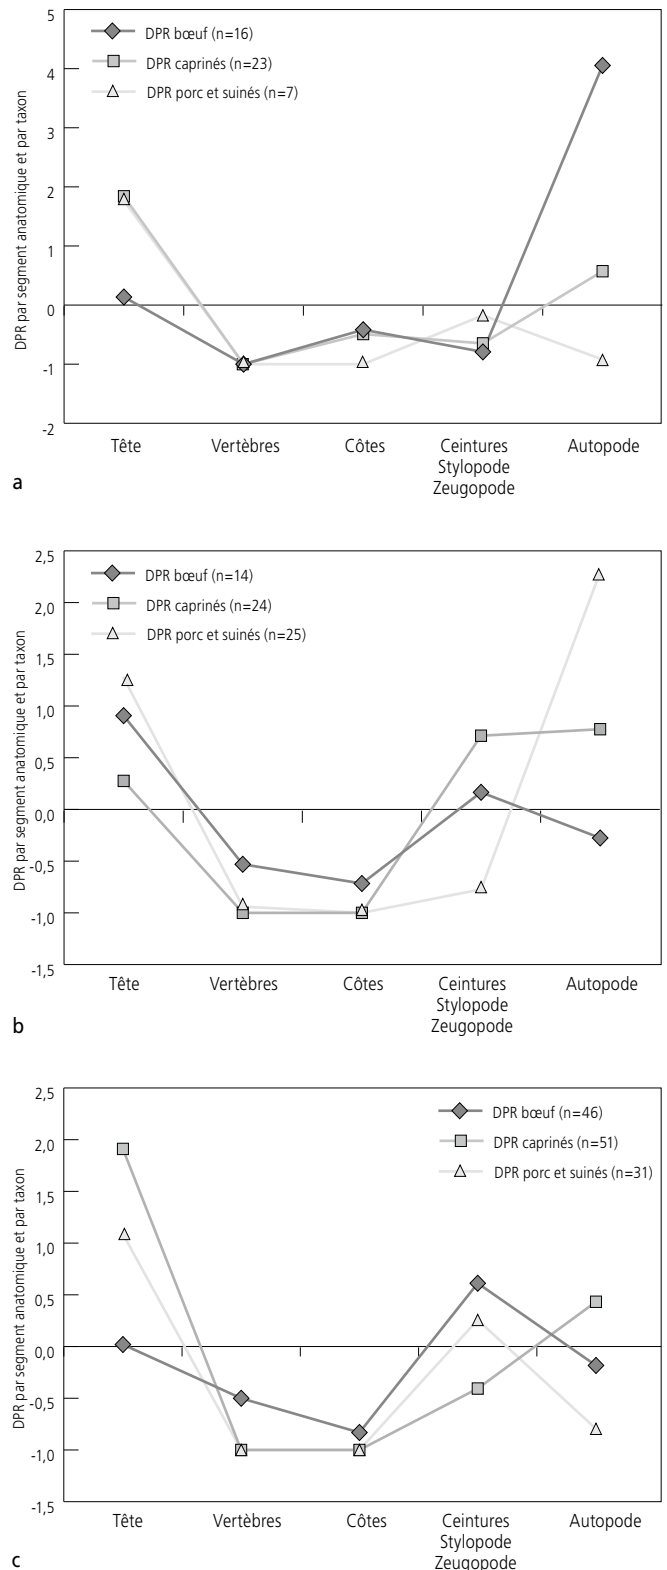 DPR par segment anatomique et par taxon
5
4
3
2
1
0
-1
-2
DPR bœuf (n=16)
DPR caprinés (n=23)
DPR porc et suinés (n=7)
Tête
Vertèbres
Côtes
Ceintures
Stylopode
Zeugopode
Autopode
a
DPR par segment anatomique et par taxon
2,5
2,0
1,5
1,0
0,5
0,0
-0,5
-1,0
-1,5
DPR bœuf (n=14)
DPR caprinés (n=24)
DPR porc et suinés (n=25)
Tête
Vertèbres
Côtes
Ceintures
Stylopode
Zeugopode
Autopode
b
DPR par segment anatomique et par taxon
2,5
2,0
1,5
1,0
0,5
0,0
-0,5
-1,0
-1,5
DPR bœuf (n=46)
DPR caprinés (n=51)
DPR porc et suinés (n=31)
Tête
Vertèbres
Côtes
Ceintures
Stylopode
Zeugopode
Autopode
c